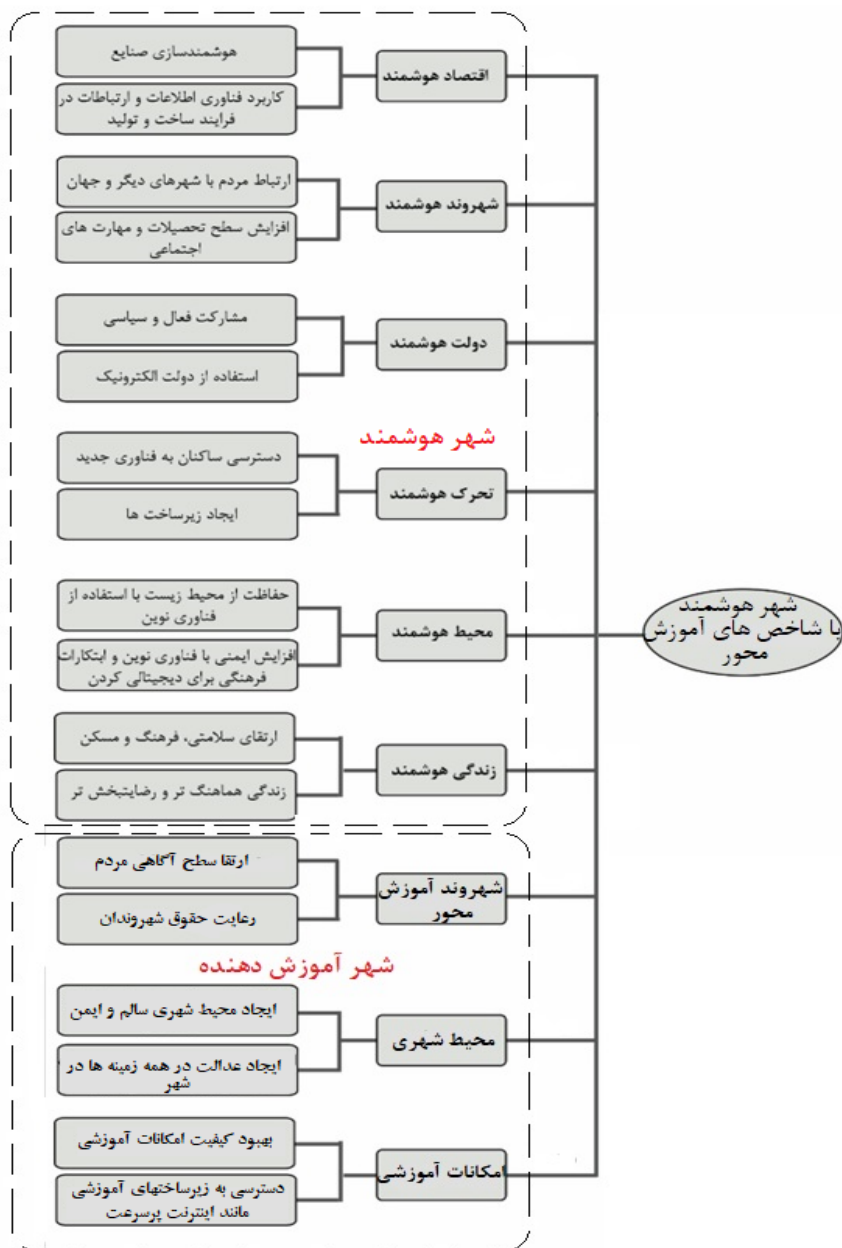 هوشمندسازی صنایع
اقتصاد هوشمند
کاربرد فناوری اطلاعات و ارتباطات در
فرایند ساخت و تولید
ارتباط مردم با شهرهای دیگر و جهان
شهروند هوشمند
افزایش سطح تحصیلات و مهارت های
اجتماعی
مشارکت فعال و سیاسی
دولت هوشمند
استفاده از دولت الکترونیک
شهر هوشمند
دسترسی ساکنان به فناوری جدید
تحرک هوشمند
ایجاد زیرساخت ها
حفاظت از محیط زیست با استفاده از
فناوری نوین
محیط هوشمند
افزایش ایمنی با فناوری نوین و ابتکارات
فرهنگی برای دیجیتالی کردن
شهر هوشمند
با شاخص های آموزش
محور
ارتقای سلامتی، فرهنگ و مسکن
زندگی هوشمند
زندگی هماهنگ تر و رضایتبخش تر
ارتقا سطح آگاهی مردم
شهروند آموزش
محور
رعایت حقوق شهروندان
شهر آموزش دهنده
ایجاد محیط شهری سالم و ایمن
محیط شهری
ایجاد عدالت در همه زمینه ها در
شهر
بهبود کیفیت امکانات آموزشی
امکانات آموزشی
دسترسی به زیرساختهای آموزشی
مانند اینترنت پرسرعت